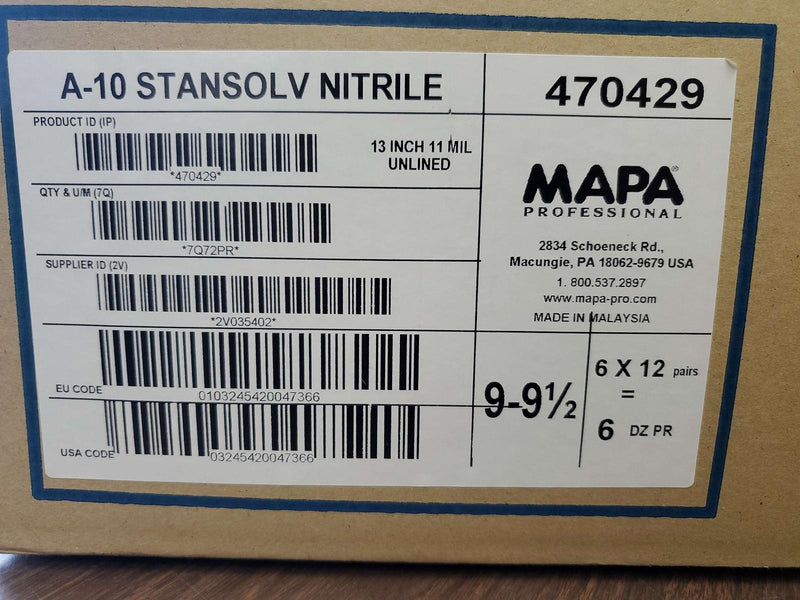 A-10 STANSOLV NITRILE
470429
PRODUCT ID (IP)
*470429*
13 INCH 11 MIL
UNLINED
QTY & U/M (7Q)
*7Q72PR*
SUPPLIER ID (2V)
*2V035402*
EU CODE
0103245420047366
USA CODE
03245420047366
MAPA®
PROFESSIONAL
2834 Schoeneck Rd.,
Macungie, PA 18062-9679 USA
1. 800.537.2897
www.mapa-pro.com
MADE IN MALAYSIA
9-9½
6 X 12 pairs
=
6 DZ PR